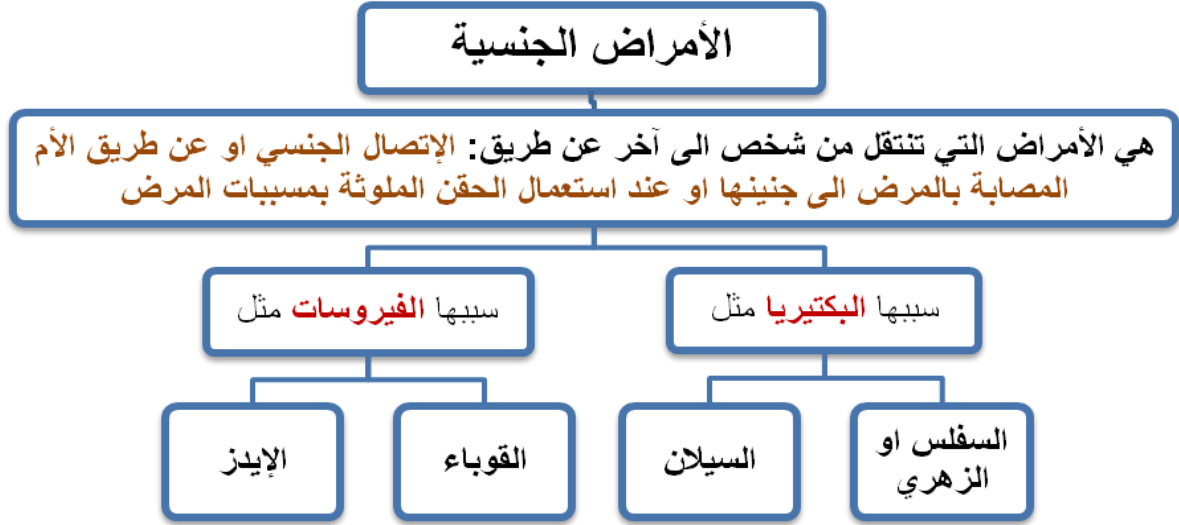 الأمراض الجنسية
هي الأمراض التي تنتقل من شخص الى آخر عن طريق: الإتصال الجنسي او عن طريق الأم
المصابة بالمرض الى جنينها او عند استعمال الحقن الملوثة بمسببات المرض
سببها البكتيريا مثل
سببها الفيروسات مثل
السفلس او
الزهري
السيلان
القوباء
الإيدز